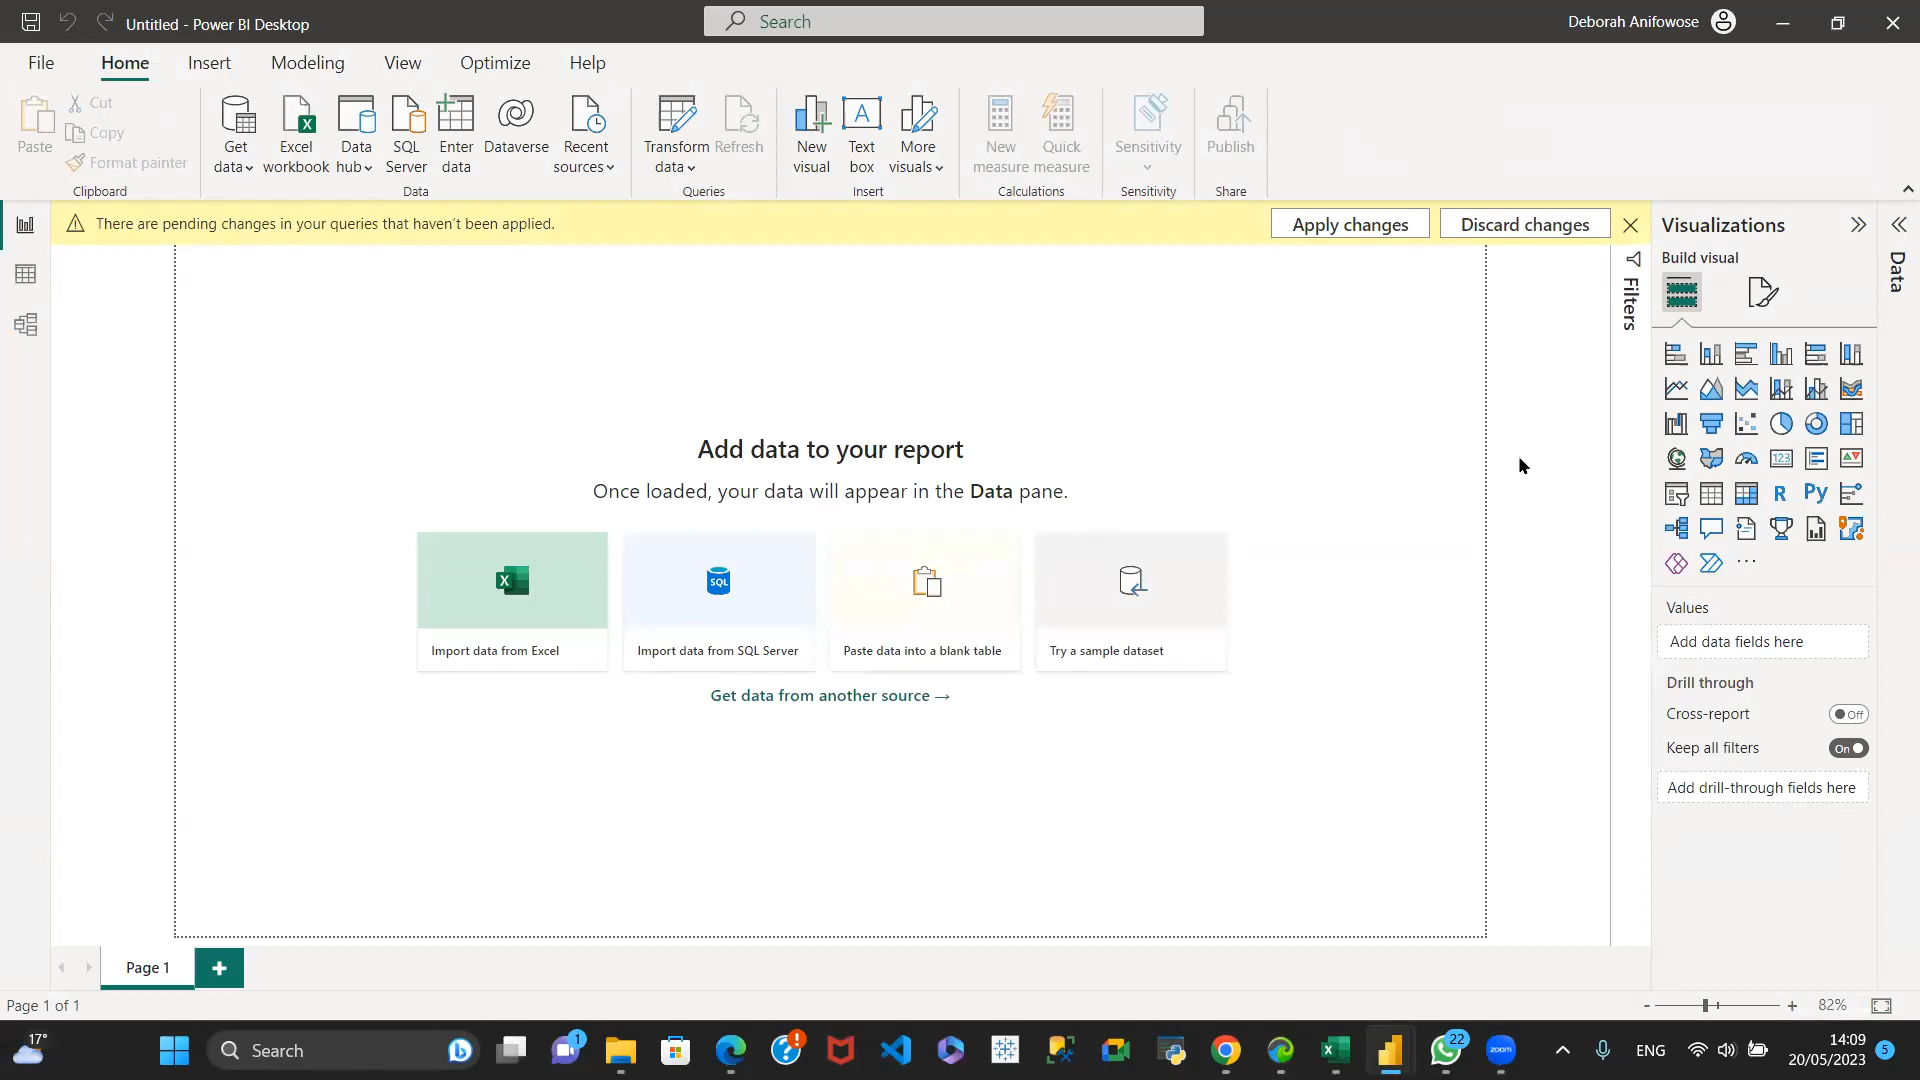 Untitled - Power BI Desktop
Search
Deborah Anifowose
File
Home
Insert
Modeling
View
Optimize
Help
Paste
Cut
Copy
Format painter
Clipboard
Get data
Excel workbook
Data hub
SQL Server
Enter data
Dataverse
Recent sources
Data
Transform data
Refresh
Queries
New visual
Text box
More visuals
Insert
New measure
Quick measure
Calculations
Sensitivity
Sensitivity
Publish
Share
There are pending changes in your queries that haven't been applied.
Apply changes
Discard changes
Visualizations
Build visual
Data
Filters
Add data to your report
Once loaded, your data will appear in the Data pane.
Import data from Excel
SQL
Import data from SQL Server
Paste data into a blank table
Try a sample dataset
Get data from another source →
123
R
Py
Values
Add data fields here
Drill through
Cross-report
Off
Keep all filters
On
Add drill-through fields here
Page 1
Page 1 of 1
82%
17°
Search
1
22
zoom
ENG
14:09
20/05/2023
5